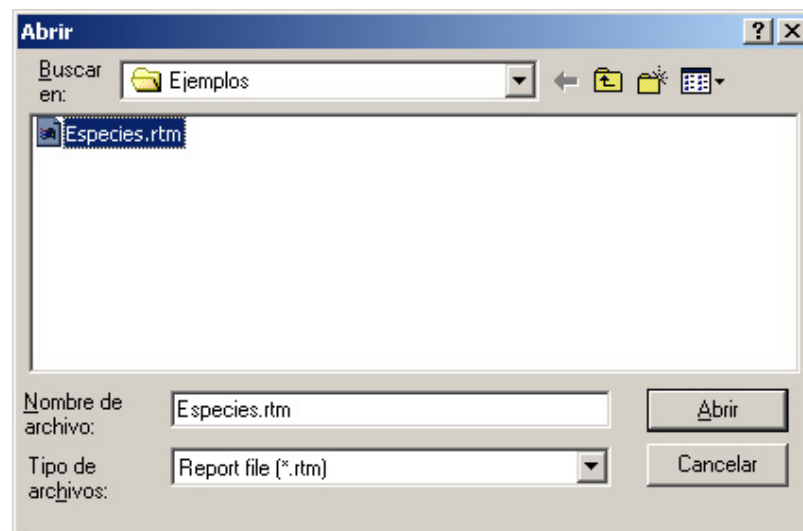 Abrir
Buscar
en:
Ejemplos
Especies.rtm
Nombre de
archivo:
Especies.rtm
Abrir
Tipo de
archivos:
Report file (*.rtm)
Cancelar